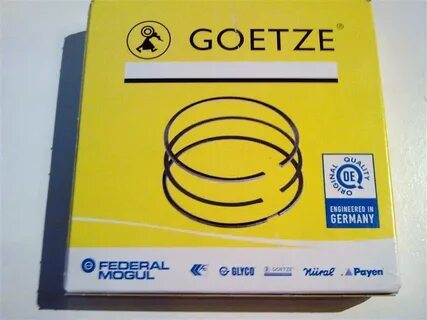 GOETZE®
ORIGINAL QUALITY
OE
ENGINEERED IN
GERMANY
FEDERAL
MOGUL
GLYCO
GOETZE
Nüral
Payen